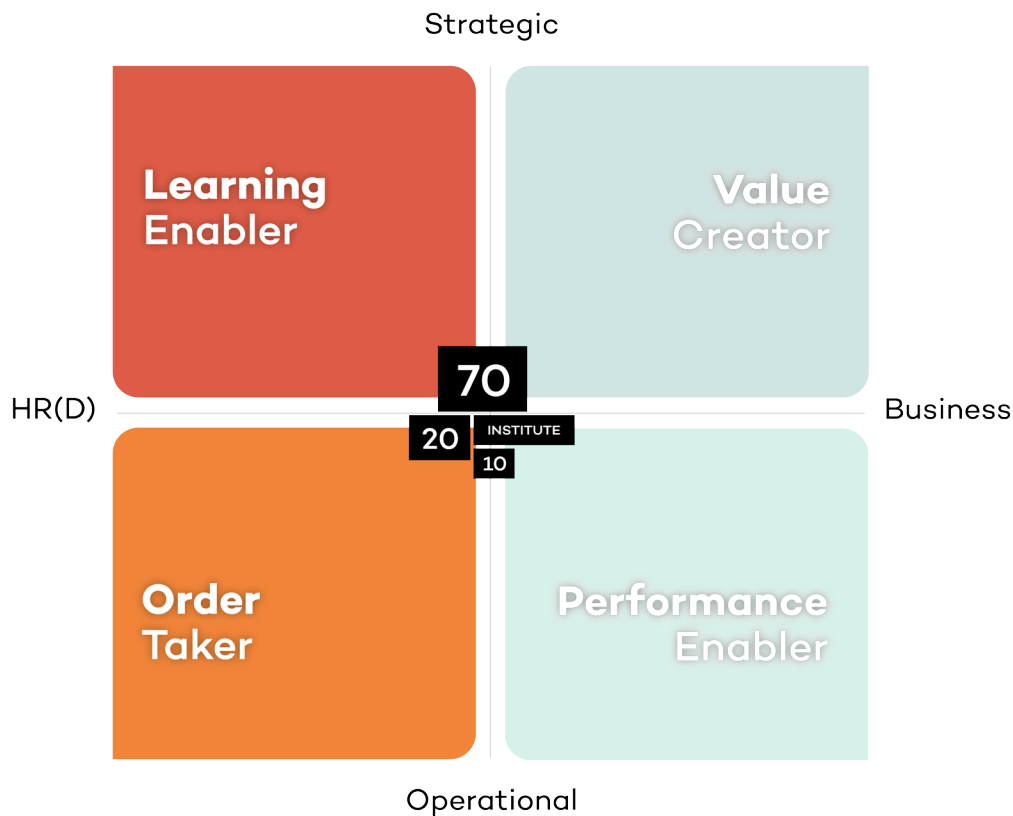 Strategic
Learning
Enabler
Value
Creator
70
HR(D)
Business
20
INSTITUTE
10
Order
Taker
Performance
Enabler
Operational